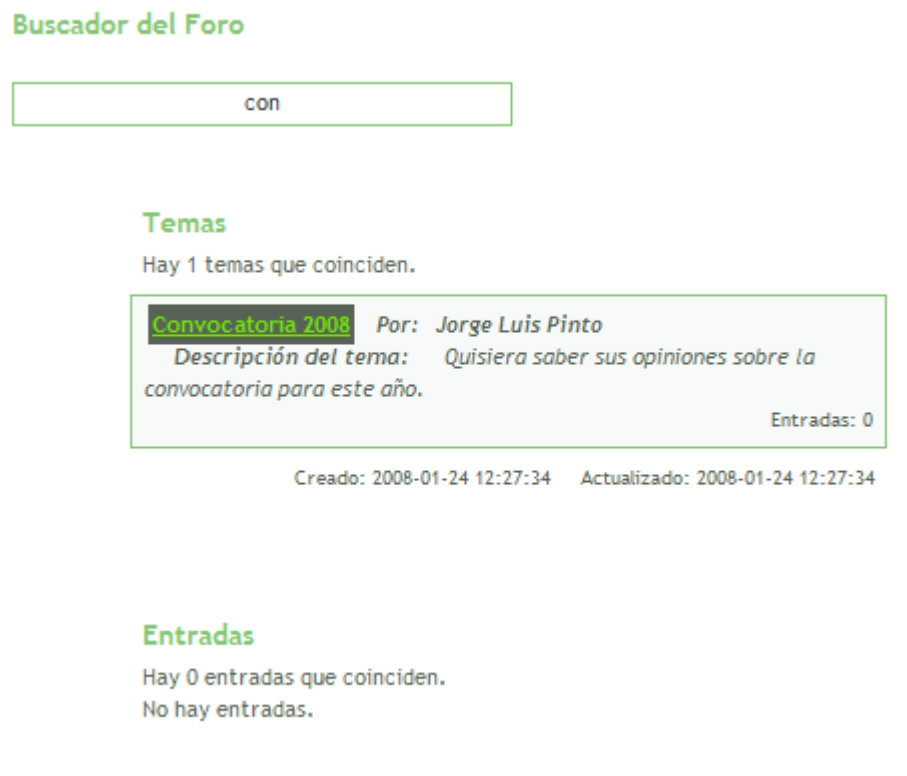 Buscador del Foro
con
Temas
Hay 1 temas que coinciden.
Convocatoria 2008 Por: Jorge Luis Pinto
Descripción del tema: Quisiera saber sus opiniones sobre la
convocatoria para este año.
Entradas: 0
Creado: 2008-01-24 12:27:34 Actualizado: 2008-01-24 12:27:34
Entradas
Hay 0 entradas que coinciden.
No hay entradas.